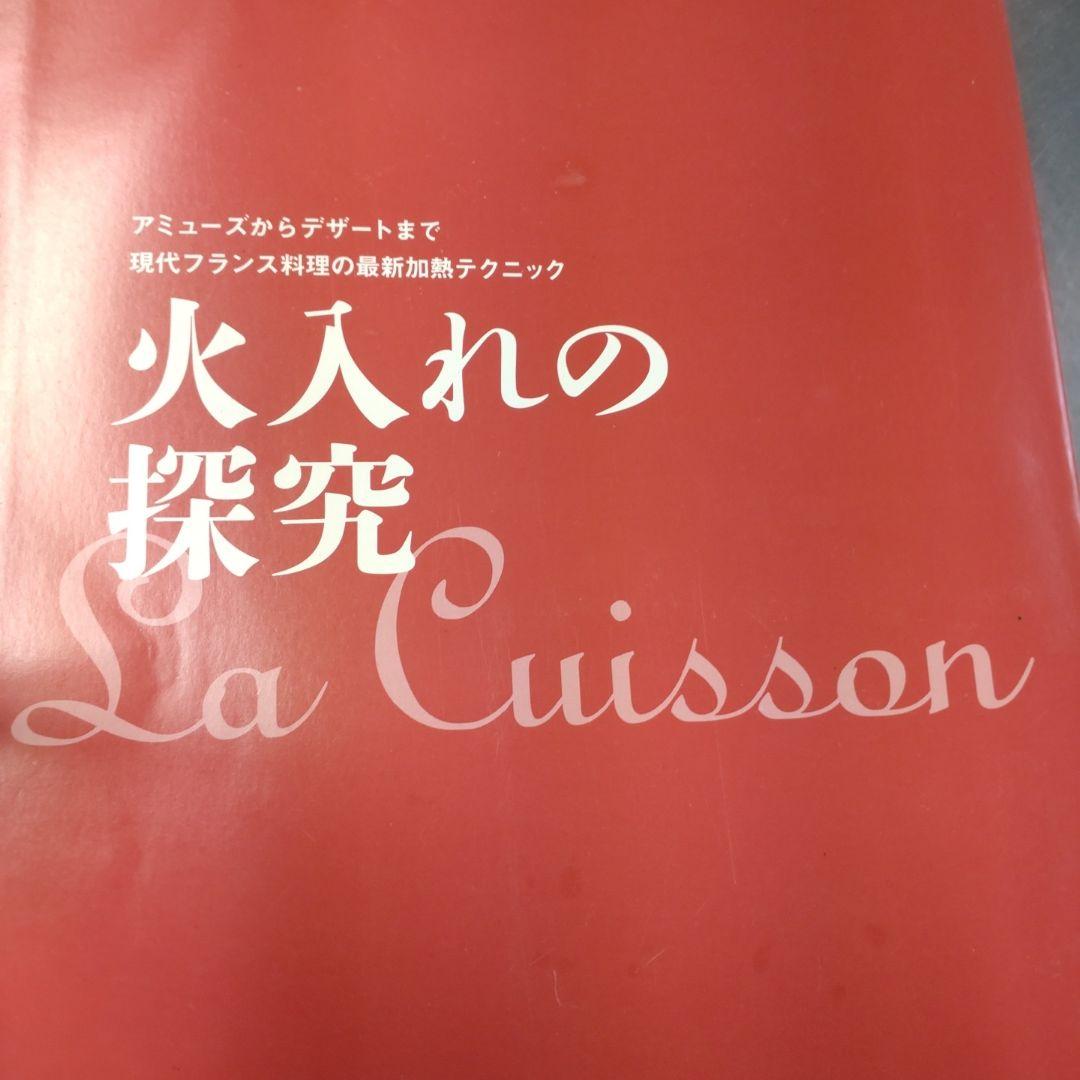 アミューズからデザートまで
現代フランス料理の最新加熱テクニック
火入れの
探究
La Cuisson